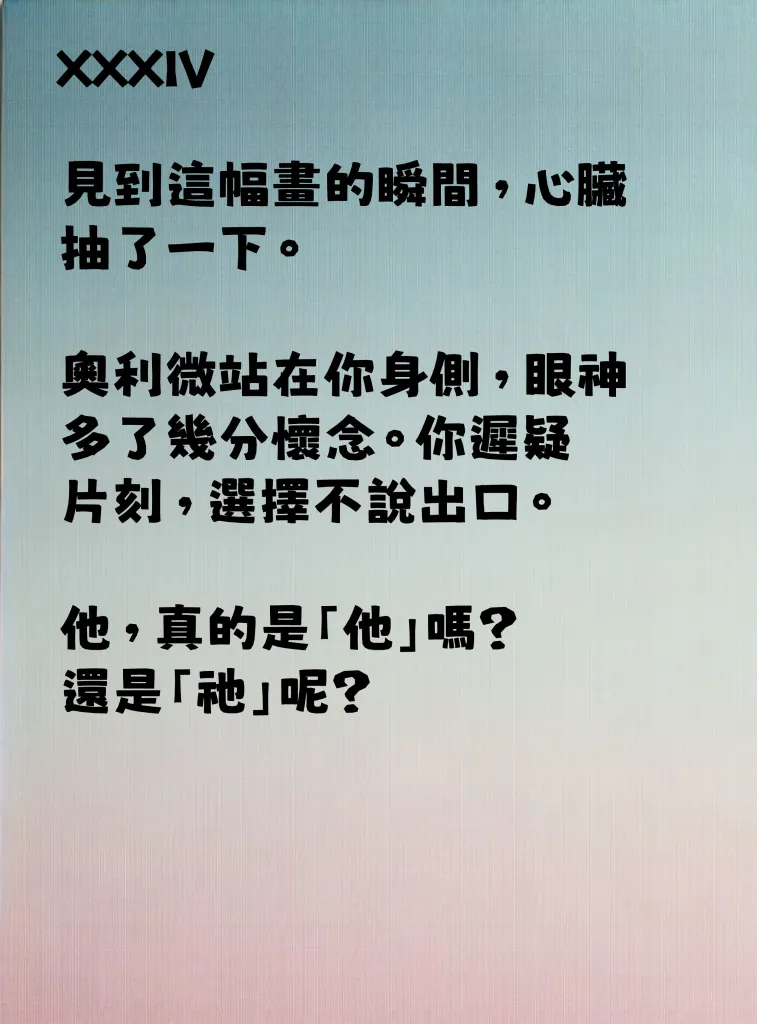 XXXIV
見到這幅畫的瞬間，心臟
抽了一下。
奧利微站在你身側，眼神
多了幾分懷念。你遲疑
片刻，選擇不說出口。
他，真的是「他」嗎？
還是「祂」呢？